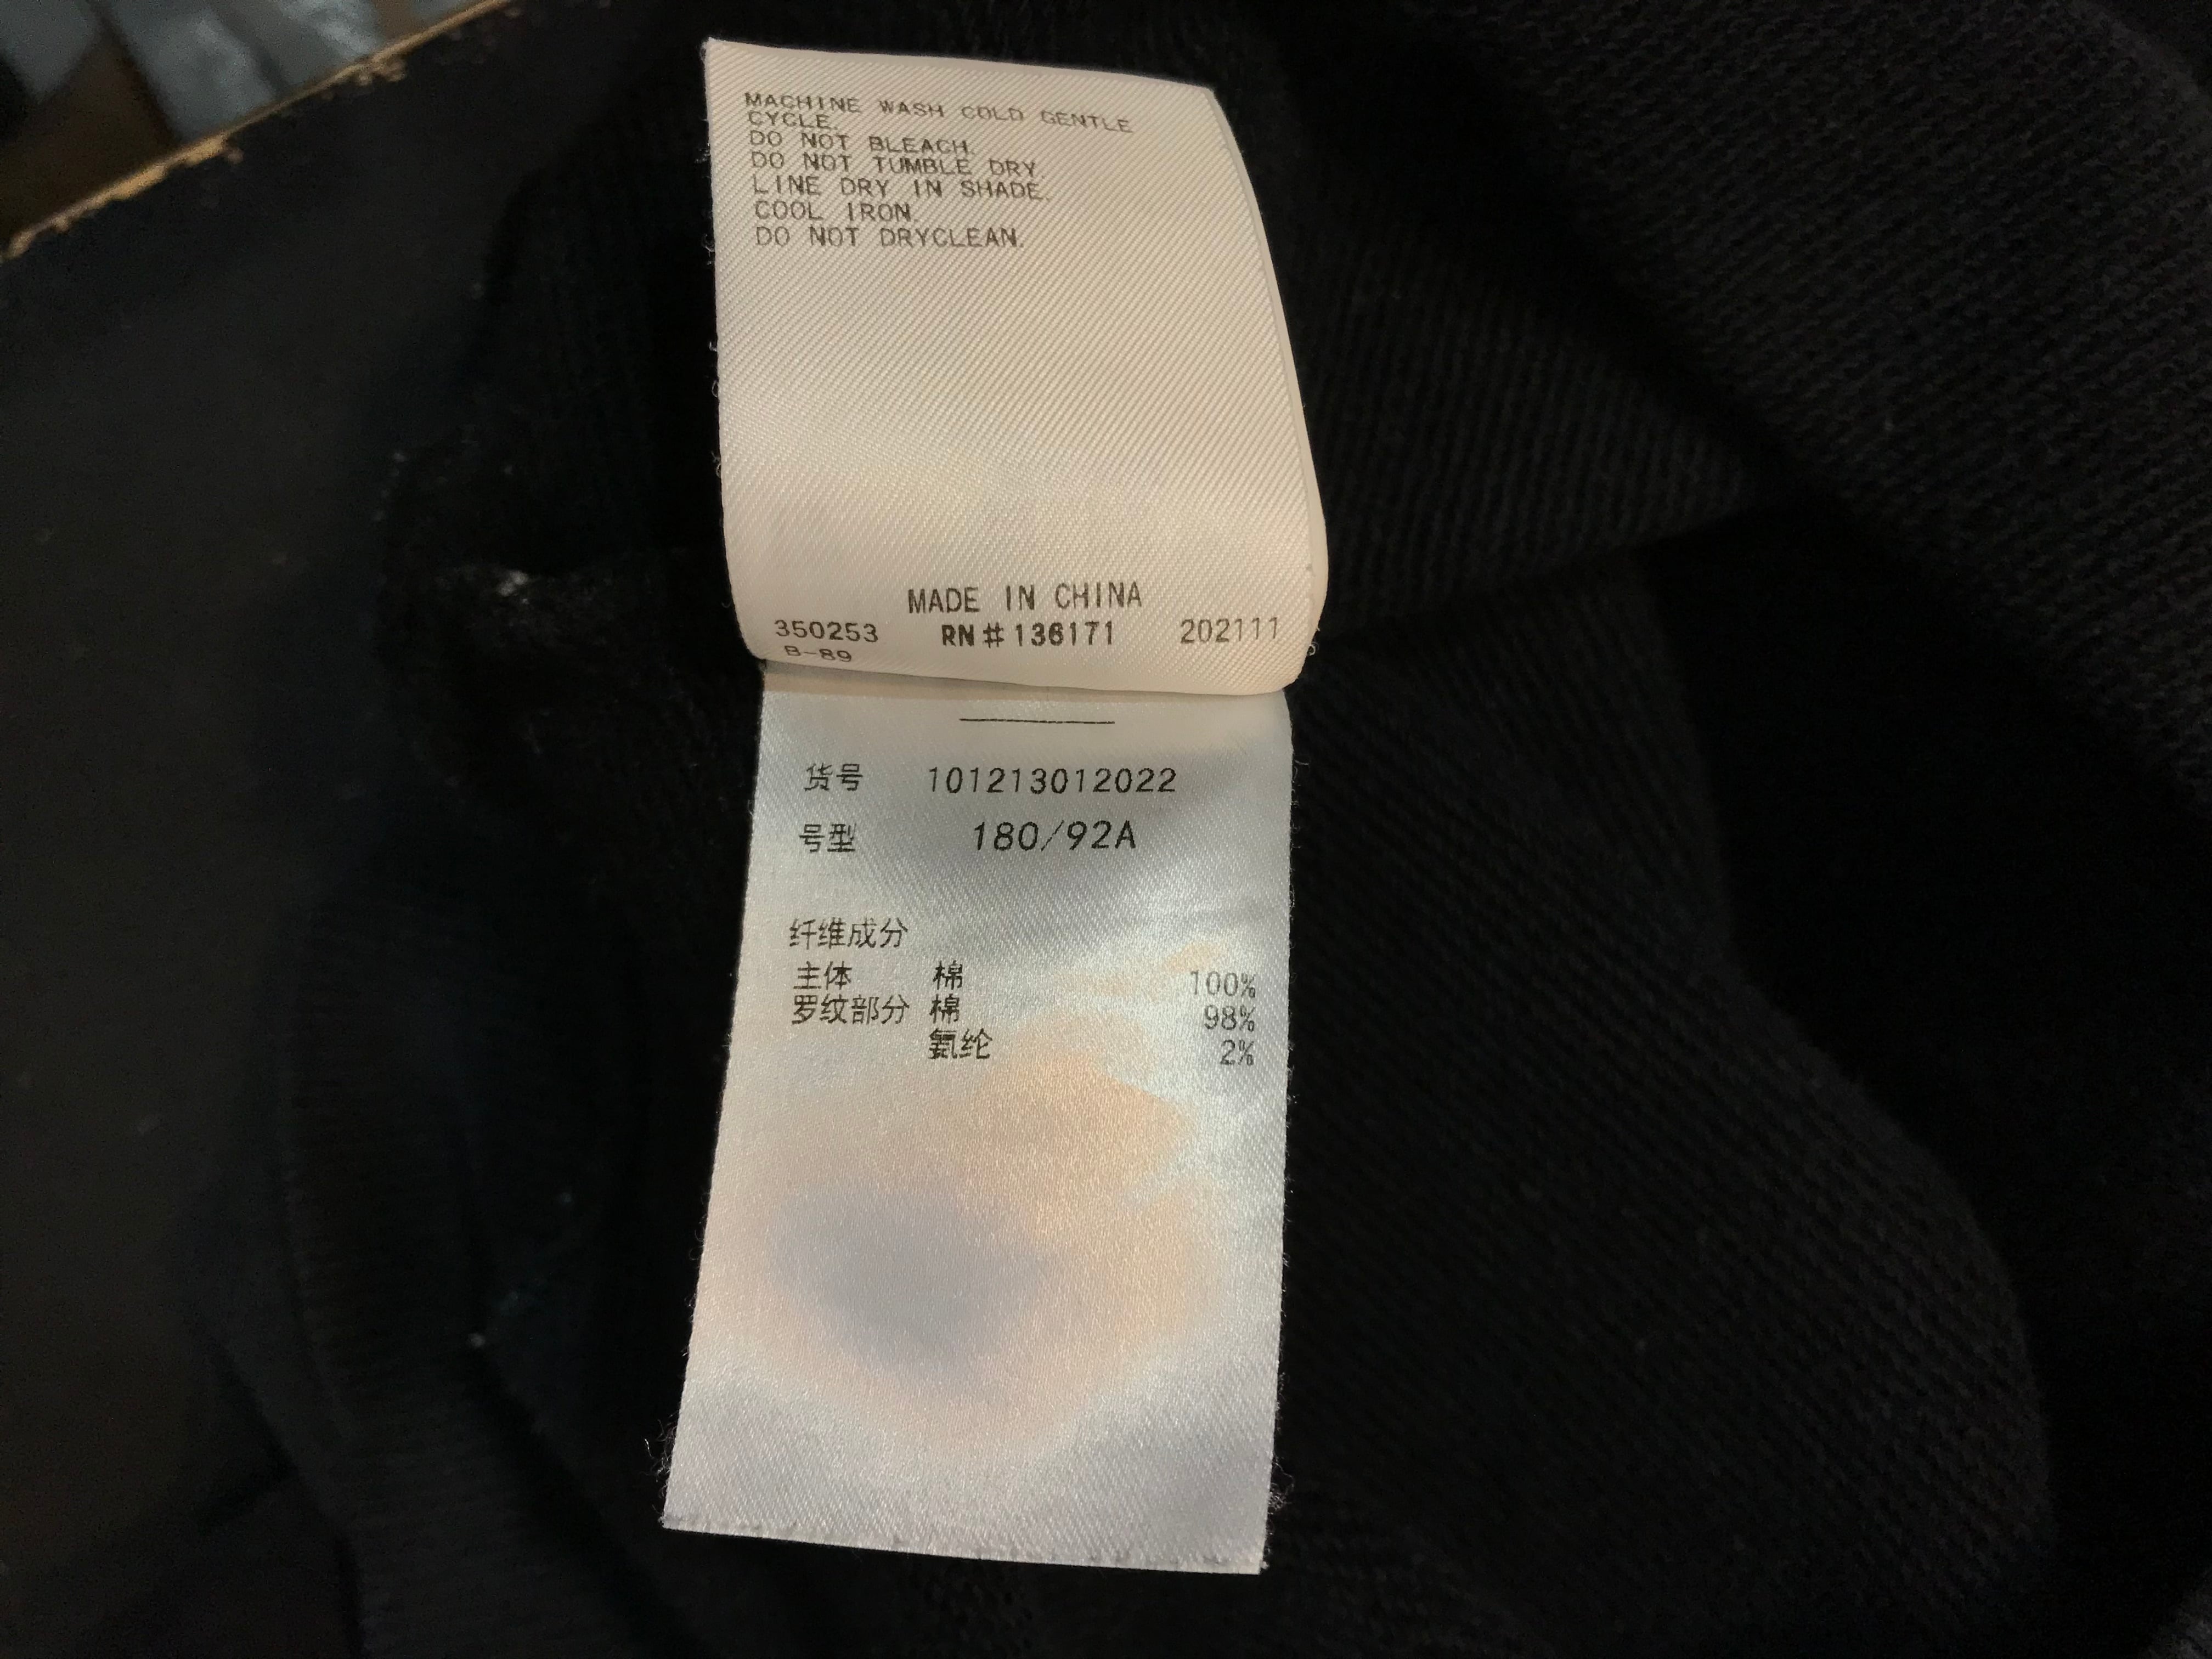 MACHINE WASH COLD GENTLE
CYCLE.
DO NOT BLEACH.
DO NOT TUMBLE DRY.
LINE DRY IN SHADE.
COOL IRON.
DO NOT DRYCLEAN.
MADE IN CHINA
350253 RN#136171 202111
B-89
货号 101213012022
号型 180/92A
纤维成分
主体 棉 100%
罗纹部分 棉 98%
氨纶 2%